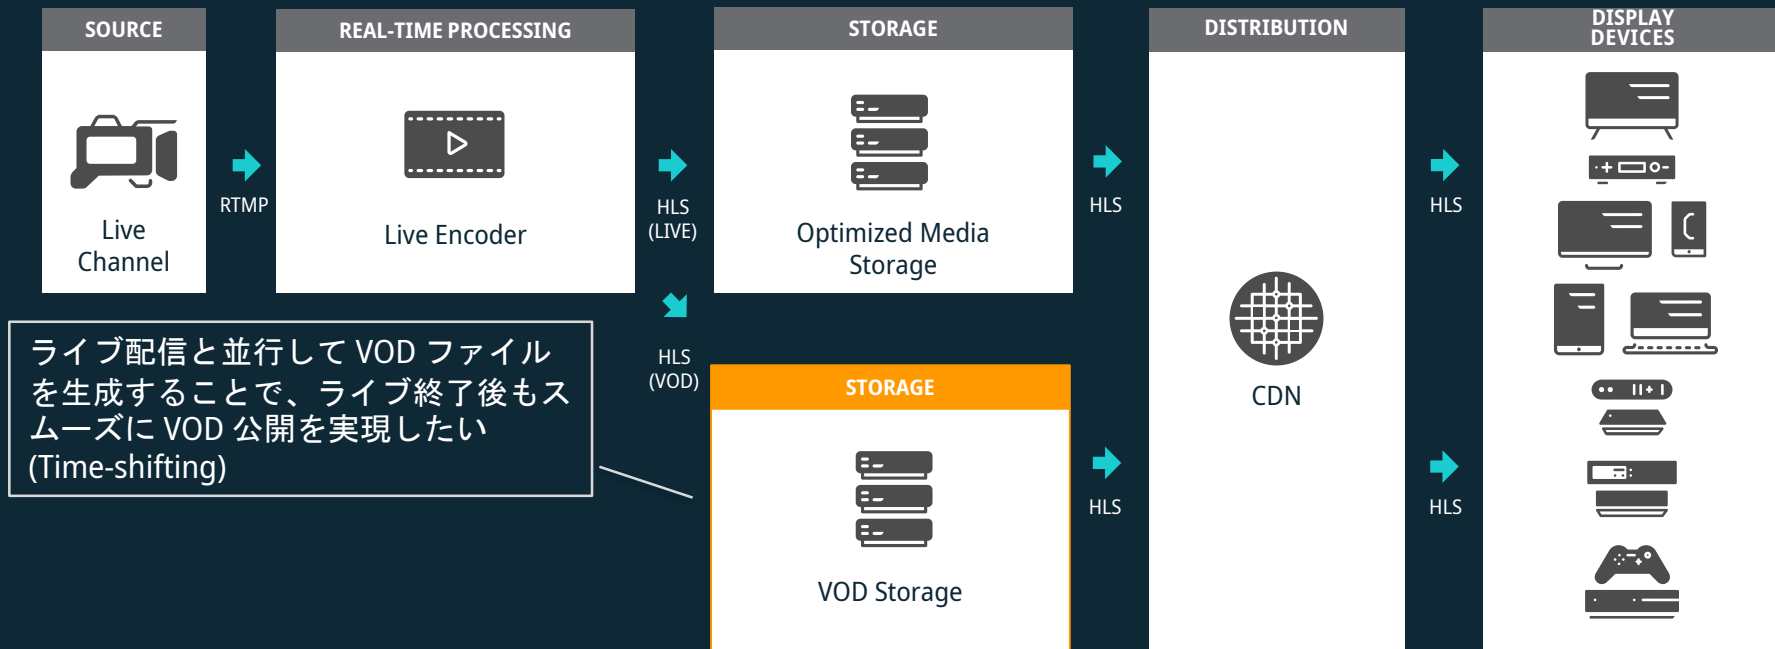 SOURCE
REAL-TIME PROCESSING
STORAGE
DISTRIBUTION
DISPLAY
DEVICES
Live
Channel
RTMP
Live Encoder
HLS
(LIVE)
Optimized Media
Storage
HLS
HLS
ライブ配信と並行して VOD ファイル
を生成することで、ライブ終了後もス
ムーズに VOD 公開を実現したい
(Time-shifting)
HLS
(VOD)
STORAGE
VOD Storage
HLS
CDN
HLS